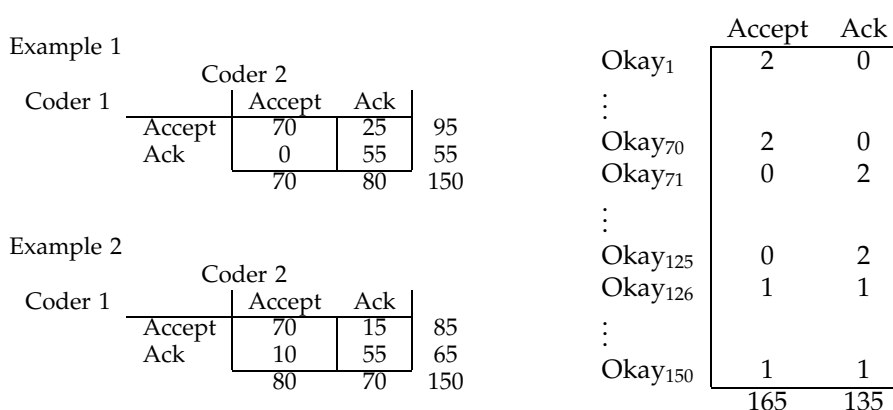 Example 1
Coder 2
Coder 1 Accept Ack
Accept 70 25 95
Ack 0 55 55
70 80 150
Example 2
Coder 2
Coder 1 Accept Ack
Accept 70 15 85
Ack 10 55 65
80 70 150
Accept Ack
Okay₁ 2 0
⋮
Okay₇₀ 2 0
Okay₇₁ 0 2
⋮
Okay₁₂₅ 0 2
Okay₁₂₆ 1 1
⋮
Okay₁₅₀ 1 1
165 135